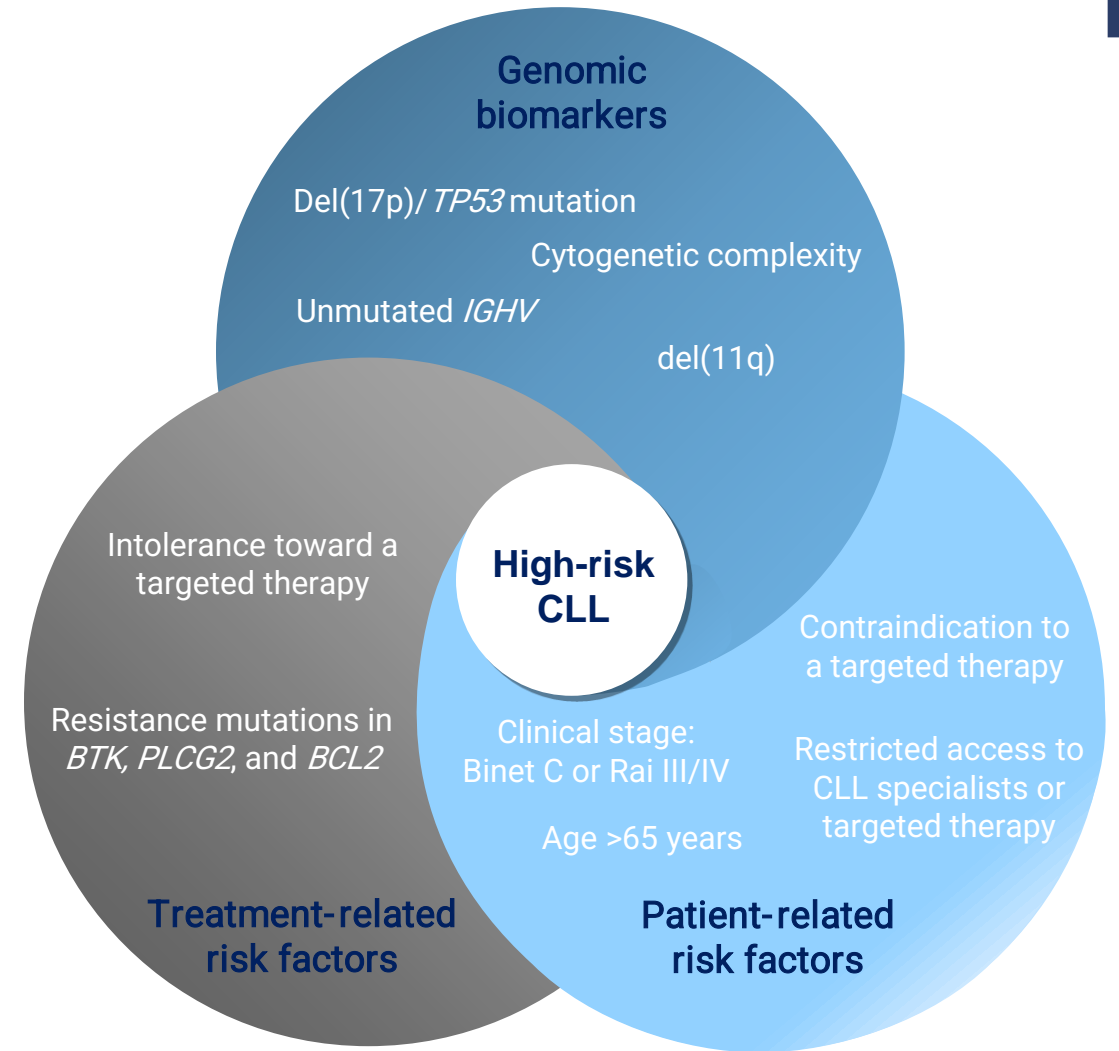 Genomic
biomarkers
Del(17p)/TP53 mutation
Cytogenetic complexity
Unmutated IGHV
del(11q)
High-risk
CLL
Intolerance toward a
targeted therapy
Resistance mutations in
BTK, PLCG2, and BCL2
Treatment-related
risk factors
Contraindication to
a targeted therapy
Clinical stage:
Binet C or Rai III/IV
Restricted access to
CLL specialists or
targeted therapy
Age >65 years
Patient-related
risk factors